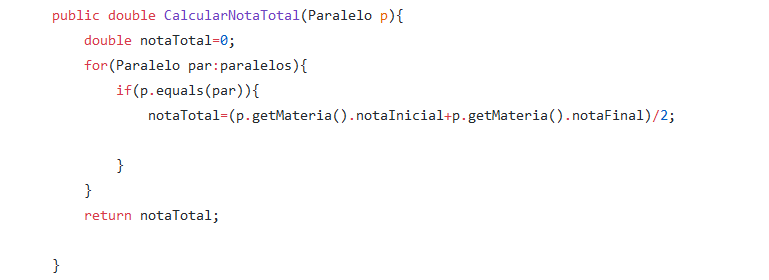 public double CalcularNotaTotal(Paralelo p){
double notaTotal=0;
for(Paralelo par:paralelos){
if(p.equals(par)){
notaTotal=(p.getMateria().notaInicial+p.getMateria().notaFinal)/2;
}
}
return notaTotal;
}